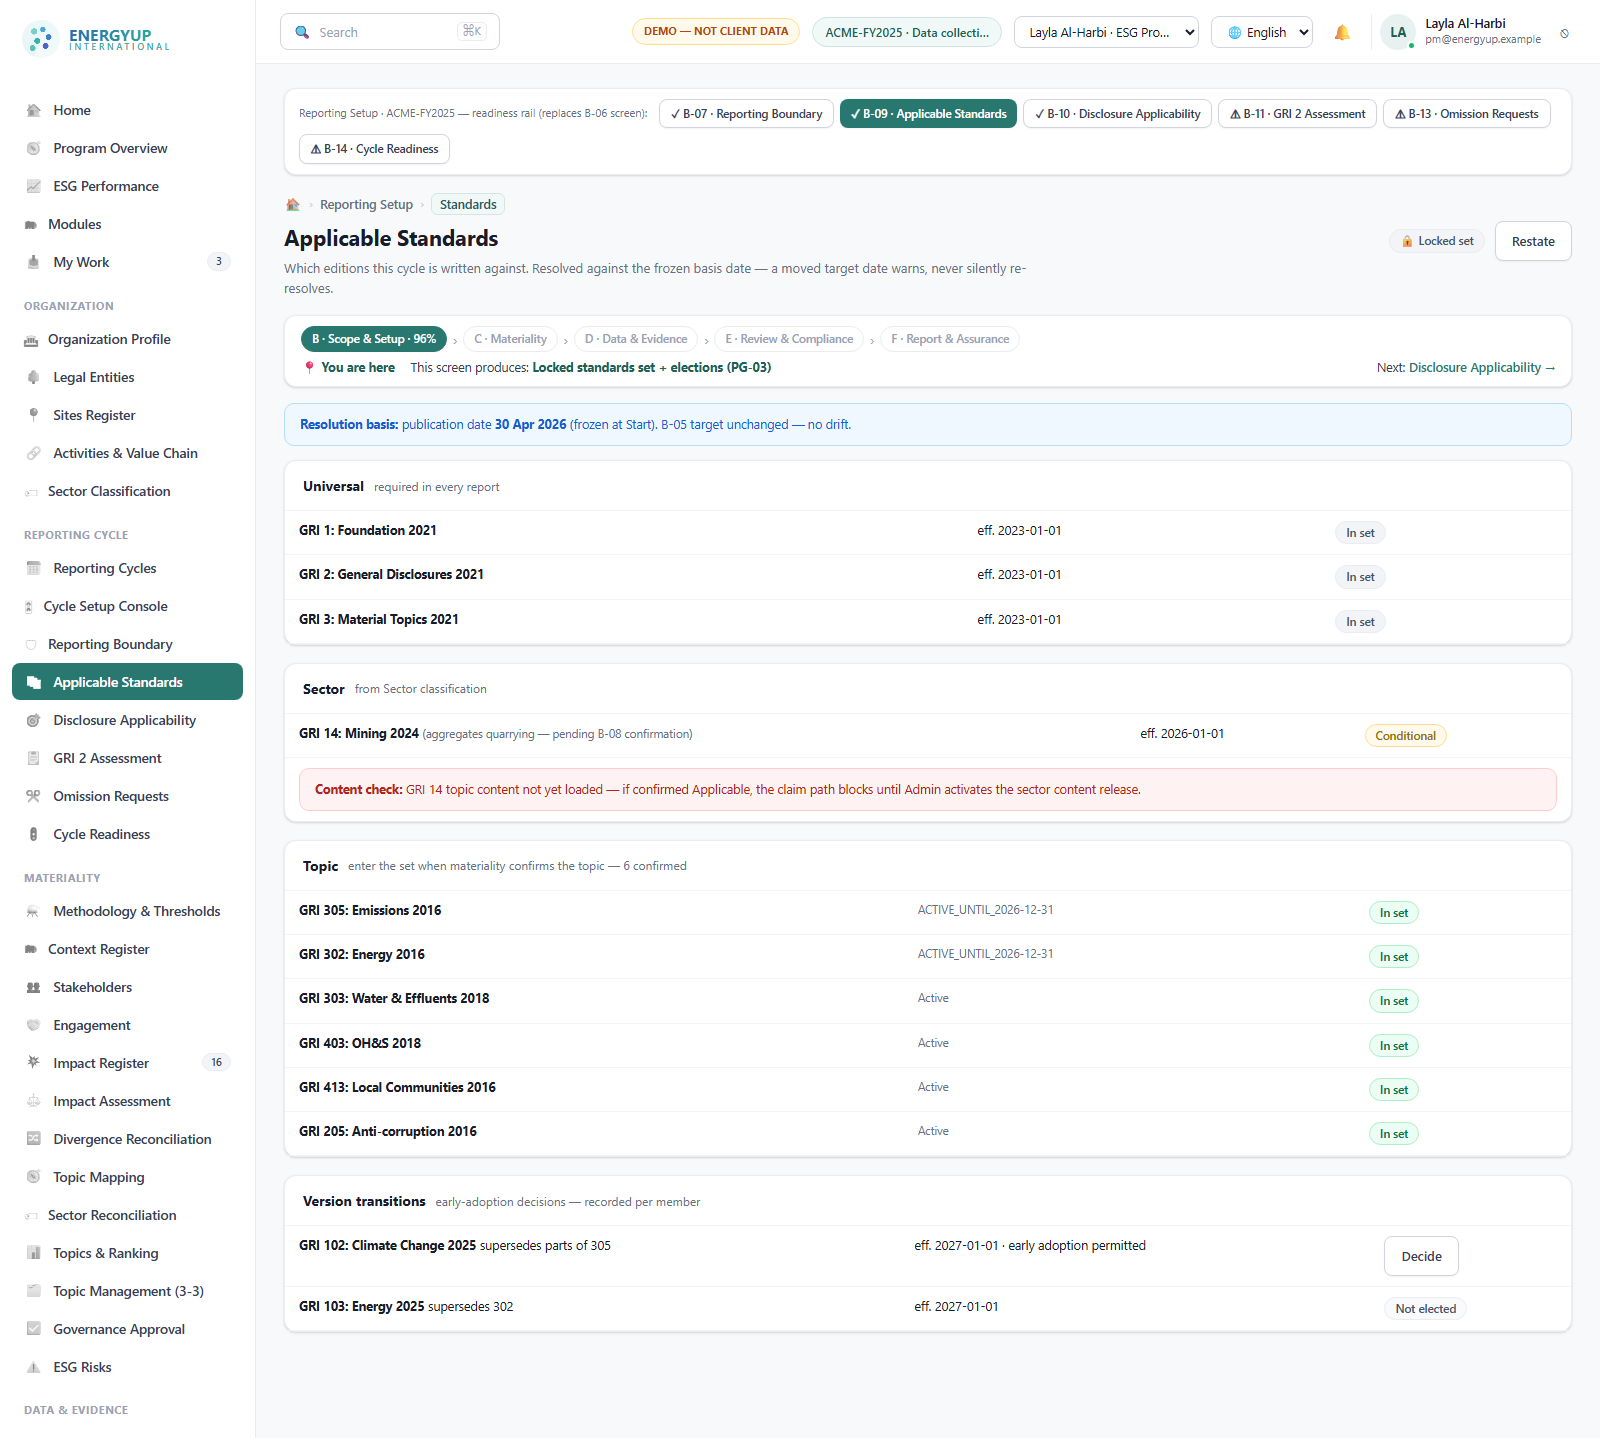 ENERGYUP
INTERNATIONAL
Search
⌘K
DEMO — NOT CLIENT DATA
ACME-FY2025 · Data collecti...
Layla Al-Harbi · ESG Pro...
English
LA
Layla Al-Harbi
pm@energyup.example
Home
Program Overview
ESG Performance
Modules
My Work
3
ORGANIZATION
Organization Profile
Legal Entities
Sites Register
Activities & Value Chain
Sector Classification
REPORTING CYCLE
Reporting Cycles
Cycle Setup Console
Reporting Boundary
Applicable Standards
Disclosure Applicability
GRI 2 Assessment
Omission Requests
Cycle Readiness
MATERIALITY
Methodology & Thresholds
Context Register
Stakeholders
Engagement
Impact Register
16
Impact Assessment
Divergence Reconciliation
Topic Mapping
Sector Reconciliation
Topics & Ranking
Topic Management (3-3)
Governance Approval
ESG Risks
DATA & EVIDENCE
Reporting Setup · ACME-FY2025 — readiness rail (replaces B-06 screen):
✓ B-07 · Reporting Boundary
✓ B-09 · Applicable Standards
✓ B-10 · Disclosure Applicability
⚠ B-11 · GRI 2 Assessment
⚠ B-13 · Omission Requests
⚠ B-14 · Cycle Readiness
› Reporting Setup › Standards
Applicable Standards
Which editions this cycle is written against. Resolved against the frozen basis date — a moved target date warns, never silently re-
resolves.
Locked set
Restate
B · Scope & Setup · 96% › C · Materiality › D · Data & Evidence › E · Review & Compliance › F · Report & Assurance
You are here This screen produces: Locked standards set + elections (PG-03)
Next: Disclosure Applicability →
Resolution basis: publication date 30 Apr 2026 (frozen at Start). B-05 target unchanged — no drift.
Universal required in every report
GRI 1: Foundation 2021 eff. 2023-01-01 In set
GRI 2: General Disclosures 2021 eff. 2023-01-01 In set
GRI 3: Material Topics 2021 eff. 2023-01-01 In set
Sector from Sector classification
GRI 14: Mining 2024 (aggregates quarrying — pending B-08 confirmation) eff. 2026-01-01 Conditional
Content check: GRI 14 topic content not yet loaded — if confirmed Applicable, the claim path blocks until Admin activates the sector content release.
Topic enter the set when materiality confirms the topic — 6 confirmed
GRI 305: Emissions 2016 ACTIVE_UNTIL_2026-12-31 In set
GRI 302: Energy 2016 ACTIVE_UNTIL_2026-12-31 In set
GRI 303: Water & Effluents 2018 Active In set
GRI 403: OH&S 2018 Active In set
GRI 413: Local Communities 2016 Active In set
GRI 205: Anti-corruption 2016 Active In set
Version transitions early-adoption decisions — recorded per member
GRI 102: Climate Change 2025 supersedes parts of 305 eff. 2027-01-01 · early adoption permitted Decide
GRI 103: Energy 2025 supersedes 302 eff. 2027-01-01 Not elected